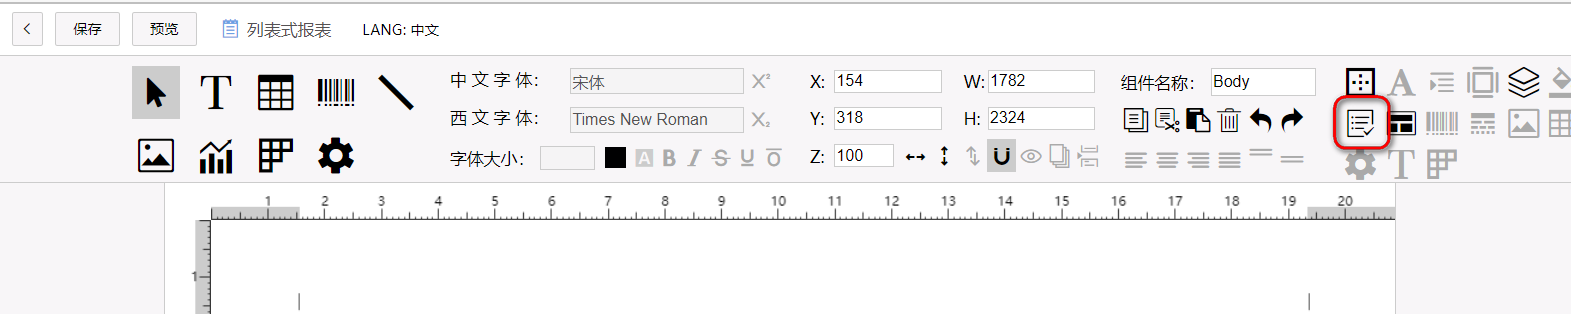 保存 预览 列表式报表 LANG: 中文
中文字体: 宋体 X² X: 154 W: 1782 组件名称: Body
西文字体: Times New Roman X₂ Y: 318 H: 2324
字体大小: A B I S U O Z: 100
1 2 3 4 5 6 7 8 9 10 11 12 13 14 15 16 17 18 19 20
1